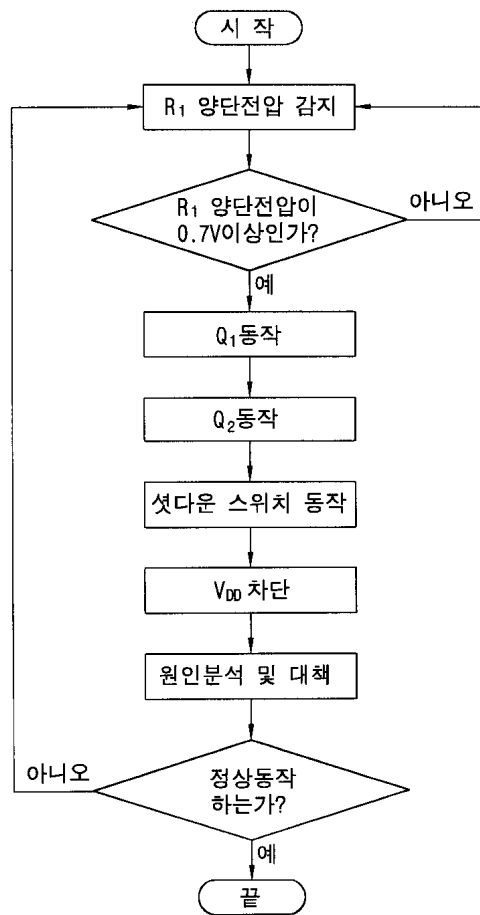 시 작
R₁ 양단전압 감지
R₁ 양단전압이
0.7V이상인가?
아니오
예
Q₁동작
Q₂동작
셧다운 스위치 동작
V_DD 차단
원인분석 및 대책
아니오
정상동작
하는가?
예
끝